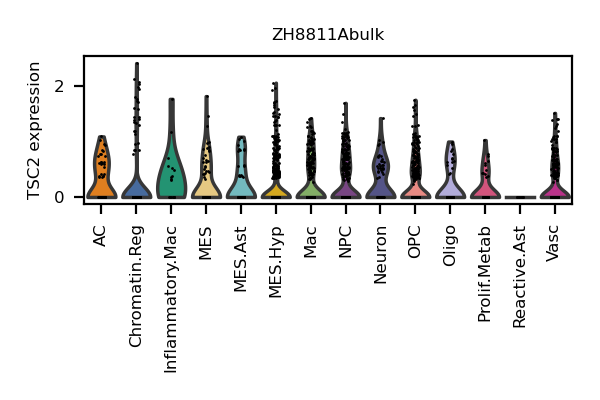 ZH8811Abulk
TSC2 expression
2
0
AC
Chromatin.Reg
Inflammatory.Mac
MES
MES.Ast
MES.Hyp
Mac
NPC
Neuron
OPC
Oligo
Prolif.Metab
Reactive.Ast
Vasc